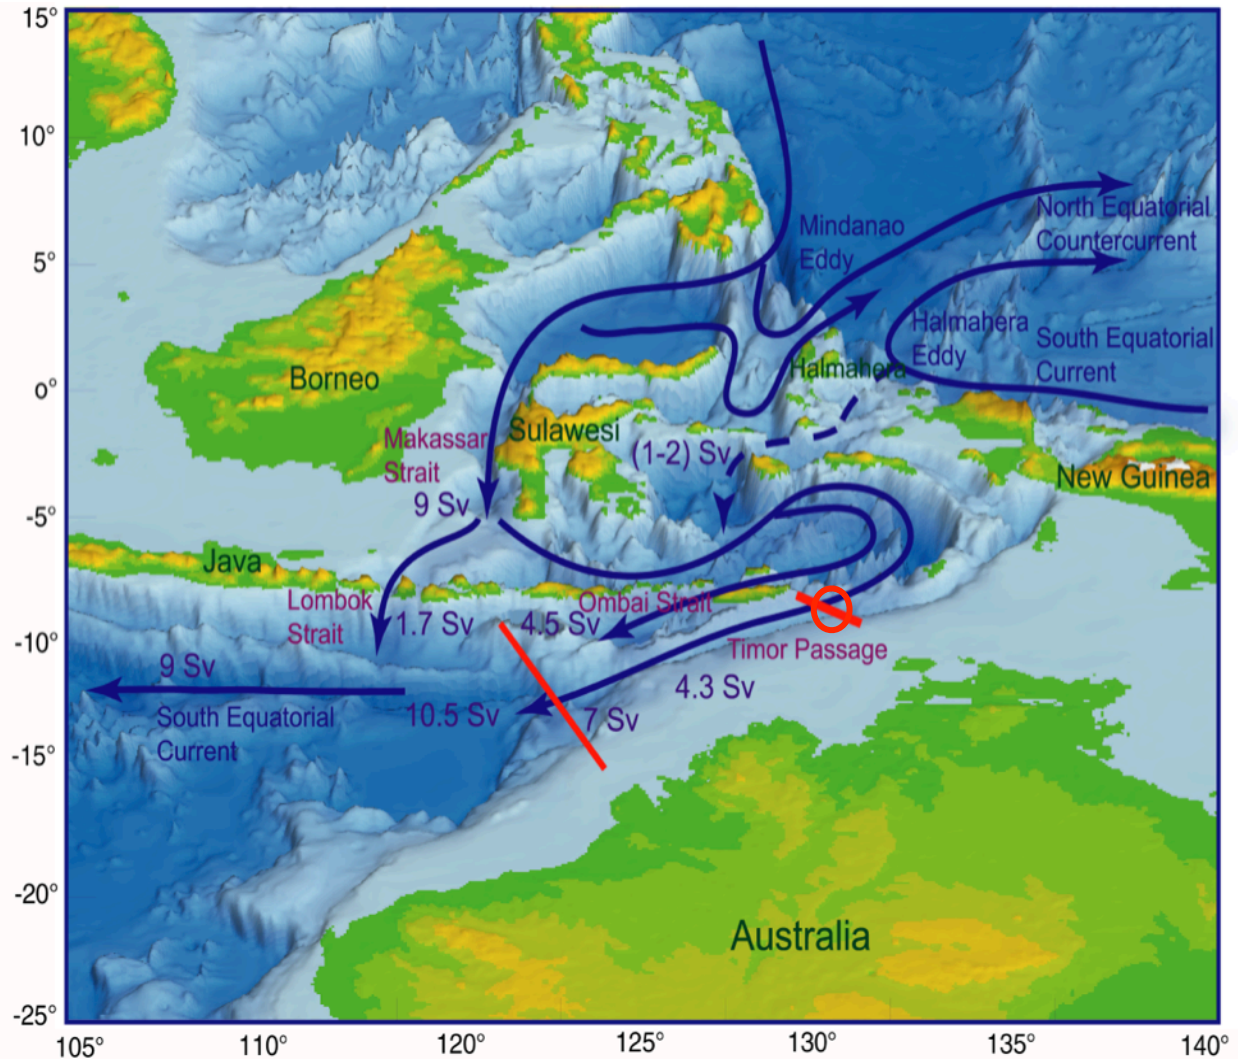 15°
10°
5°
0°
-5°
-10°
-15°
-20°
-25°
Mindanao
Eddy
North Equatorial
Countercurrent
Halmahera
Eddy
South Equatorial
Current
Halmahera
Borneo
Makassar
Strait
9 Sv
Sulawesi
(1-2) Sv
New Guinea
Java
Lombok
Strait
1.7 Sv
4.5 Sv
Ombai Strait
Timor Passage
4.3 Sv
9 Sv
South Equatorial
Current
10.5 Sv
7 Sv
Australia
105°
110°
120°
125°
130°
135°
140°